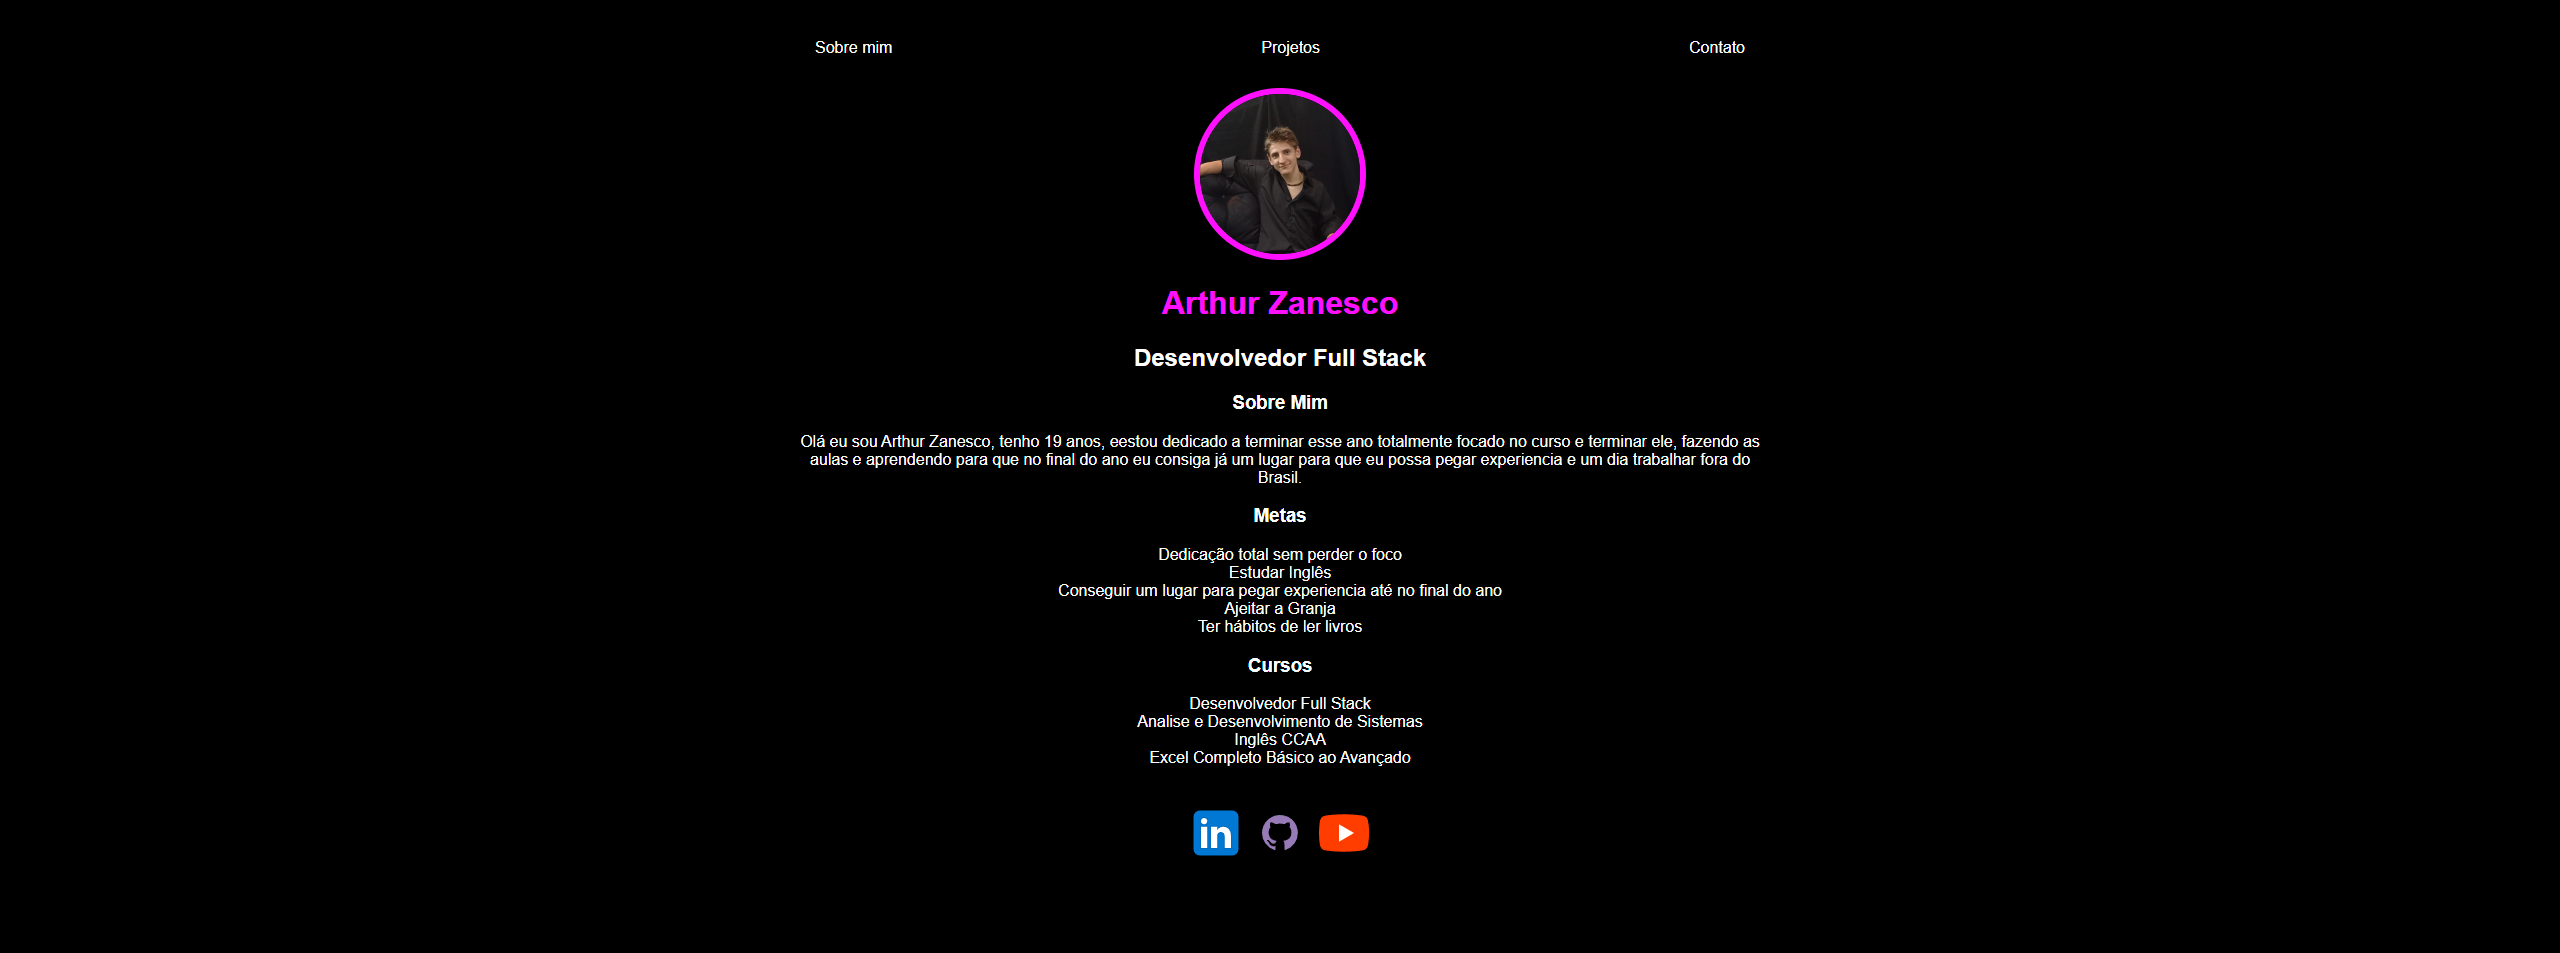 Sobre mim
Projetos
Contato
Arthur Zanesco
Desenvolvedor Full Stack
Sobre Mim
Olá eu sou Arthur Zanesco, tenho 19 anos, eestou dedicado a terminar esse ano totalmente focado no curso e terminar ele, fazendo as
aulas e aprendendo para que no final do ano eu consiga já um lugar para que eu possa pegar experiencia e um dia trabalhar fora do
Brasil.
Metas
Dedicação total sem perder o foco
Estudar Inglês
Conseguir um lugar para pegar experiencia até no final do ano
Ajeitar a Granja
Ter hábitos de ler livros
Cursos
Desenvolvedor Full Stack
Analise e Desenvolvimento de Sistemas
Inglês CCAA
Excel Completo Básico ao Avançado
in